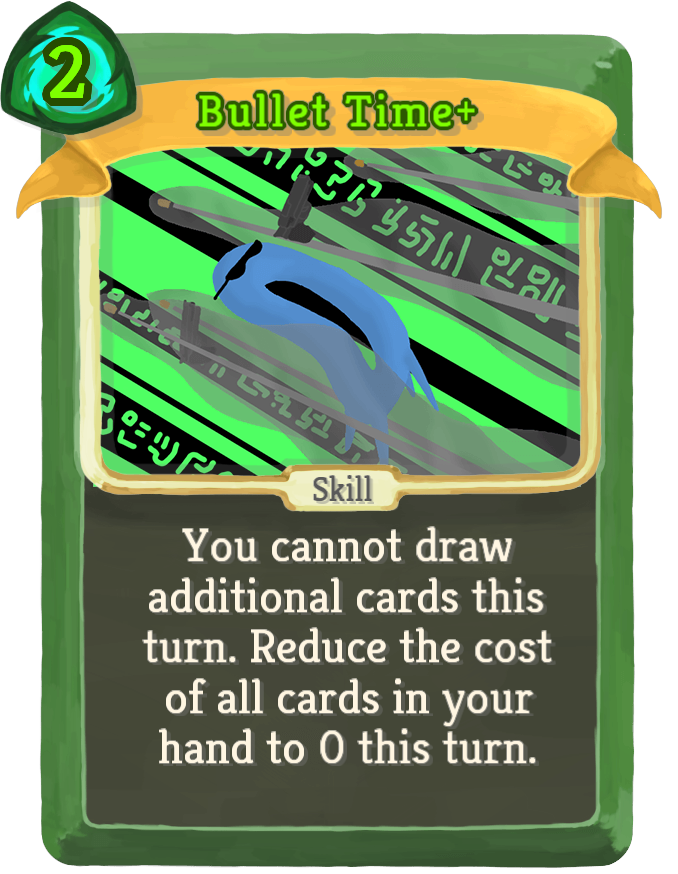 2
Bullet Time+
Skill
You cannot draw
additional cards this
turn. Reduce the cost
of all cards in your
hand to 0 this turn.